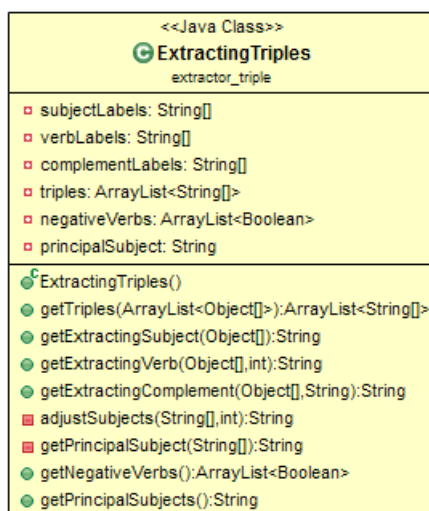 <<Java Class>>
ExtractingTriples
extractor_triple
subjectLabels: String[]
verbLabels: String[]
complementLabels: String[]
triples: ArrayList<String[]>
negativeVerbs: ArrayList<Boolean>
principalSubject: String
ExtractingTriples()
getTriples(ArrayList<Object[]>):ArrayList<String[]>
getExtractingSubject(Object[]):String
getExtractingVerb(Object[],int):String
getExtractingComplement(Object[],String):String
adjustSubjects(String[],int):String
getPrincipalSubject(String[]):String
getNegativeVerbs():ArrayList<Boolean>
getPrincipalSubjects():String